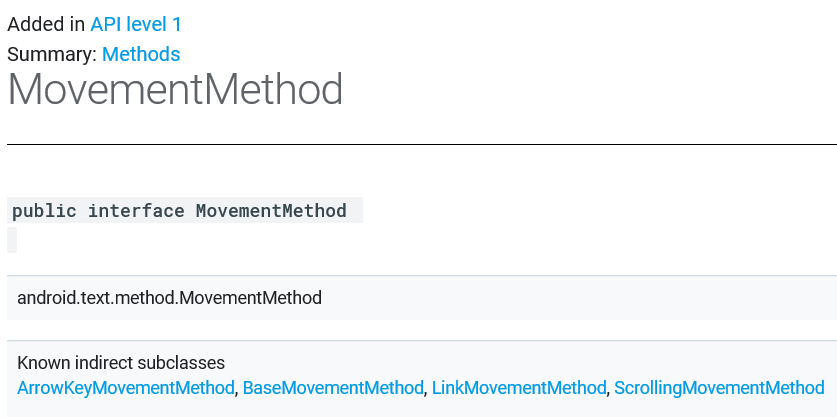 Added in API level 1
Summary: Methods
MovementMethod
public interface MovementMethod
android.text.method.MovementMethod
Known indirect subclasses
ArrowKeyMovementMethod, BaseMovementMethod, LinkMovementMethod, ScrollingMovementMethod